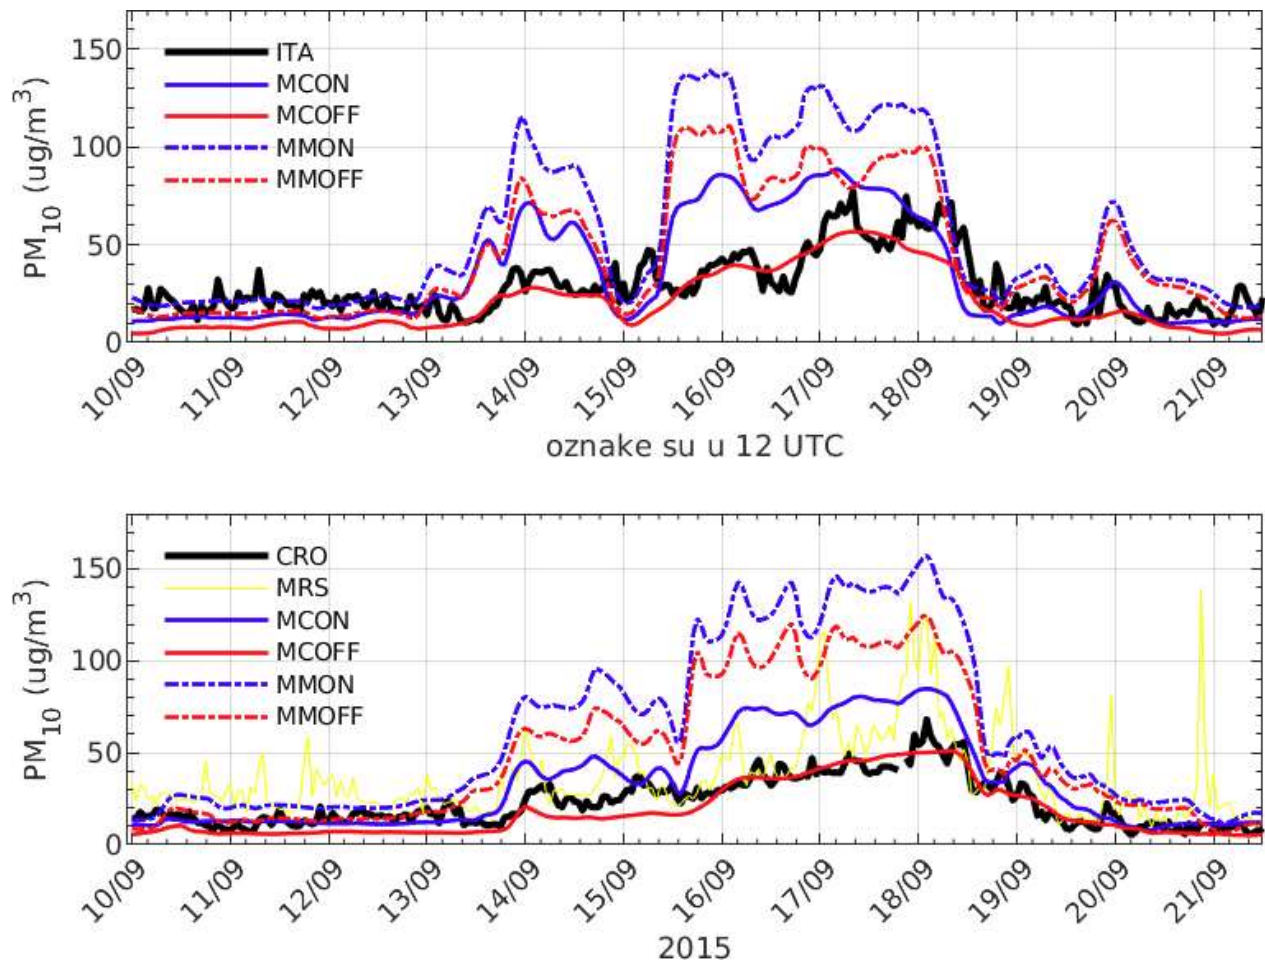 PM10 (ug/m3)
150
100
50
0
ITA
MCON
MCOFF
MMON
MMOFF
10/09 11/09 12/09 13/09 14/09 15/09 16/09 17/09 18/09 19/09 20/09 21/09
oznake su u 12 UTC
PM10 (ug/m3)
150
100
50
0
CRO
MRS
MCON
MCOFF
MMON
MMOFF
10/09 11/09 12/09 13/09 14/09 15/09 16/09 17/09 18/09 19/09 20/09 21/09
2015